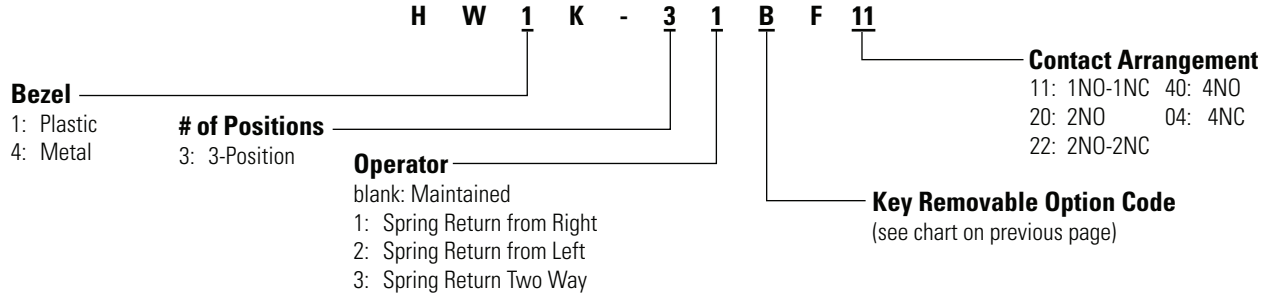 H W 1 K - 3 1 B F 11
Bezel
1: Plastic
4: Metal
# of Positions
3: 3-Position
Operator
blank: Maintained
1: Spring Return from Right
2: Spring Return from Left
3: Spring Return Two Way
Contact Arrangement
11: 1NO-1NC 40: 4NO
20: 2NO 04: 4NC
22: 2NO-2NC
Key Removable Option Code
(see chart on previous page)